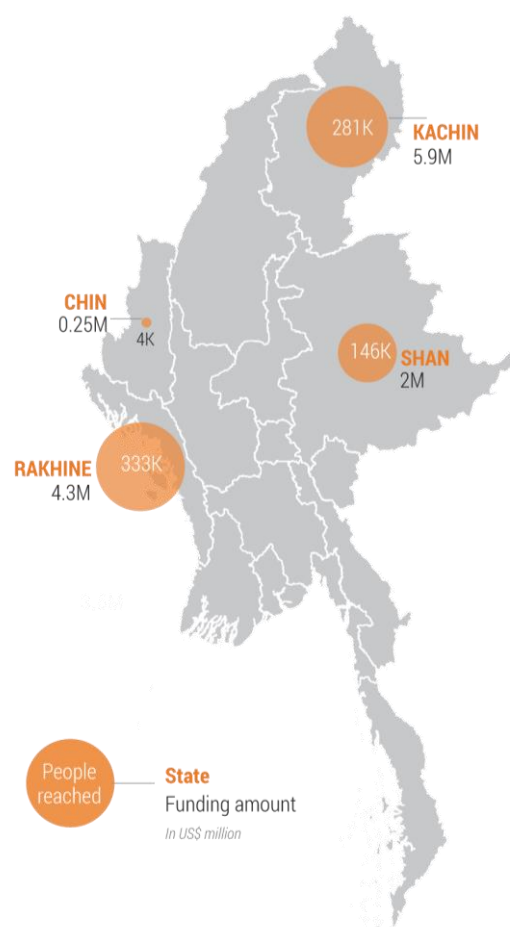 281K
KACHIN
5.9M
CHIN
0.25M
4K
146K
SHAN
2M
RAKHINE
333K
4.3M
People
reached
State
Funding amount
In US$ million